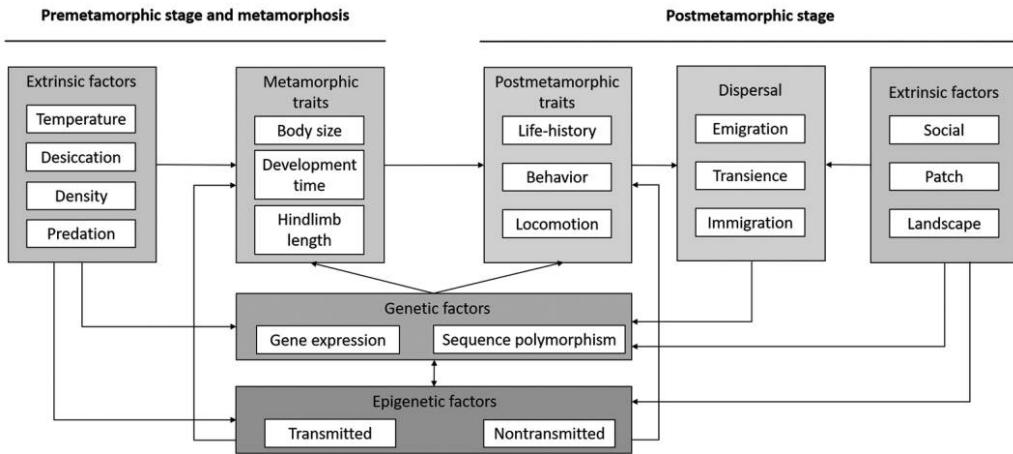 Premetamorphic stage and metamorphosis
Postmetamorphic stage
Extrinsic factors
Temperature
Desiccation
Density
Predation
Metamorphic
traits
Body size
Development
time
Hindlimb
length
Postmetamorphic
traits
Life-history
Behavior
Locomotion
Dispersal
Emigration
Transience
Immigration
Extrinsic factors
Social
Patch
Landscape
Genetic factors
Gene expression
Sequence polymorphism
Epigenetic factors
Transmitted
Nontransmitted